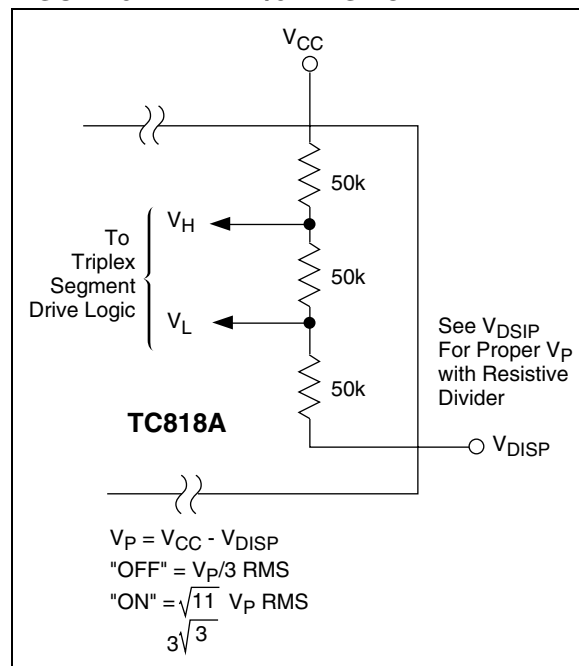 VCC
50k
VH
To
Triplex
Segment
Drive Logic
50k
VL
See VDSIP
For Proper VP
with Resistive
Divider
50k
TC818A
VDISP
VP = VCC - VDISP
"OFF" = VP/3 RMS
"ON" = √11 VP RMS
3√3